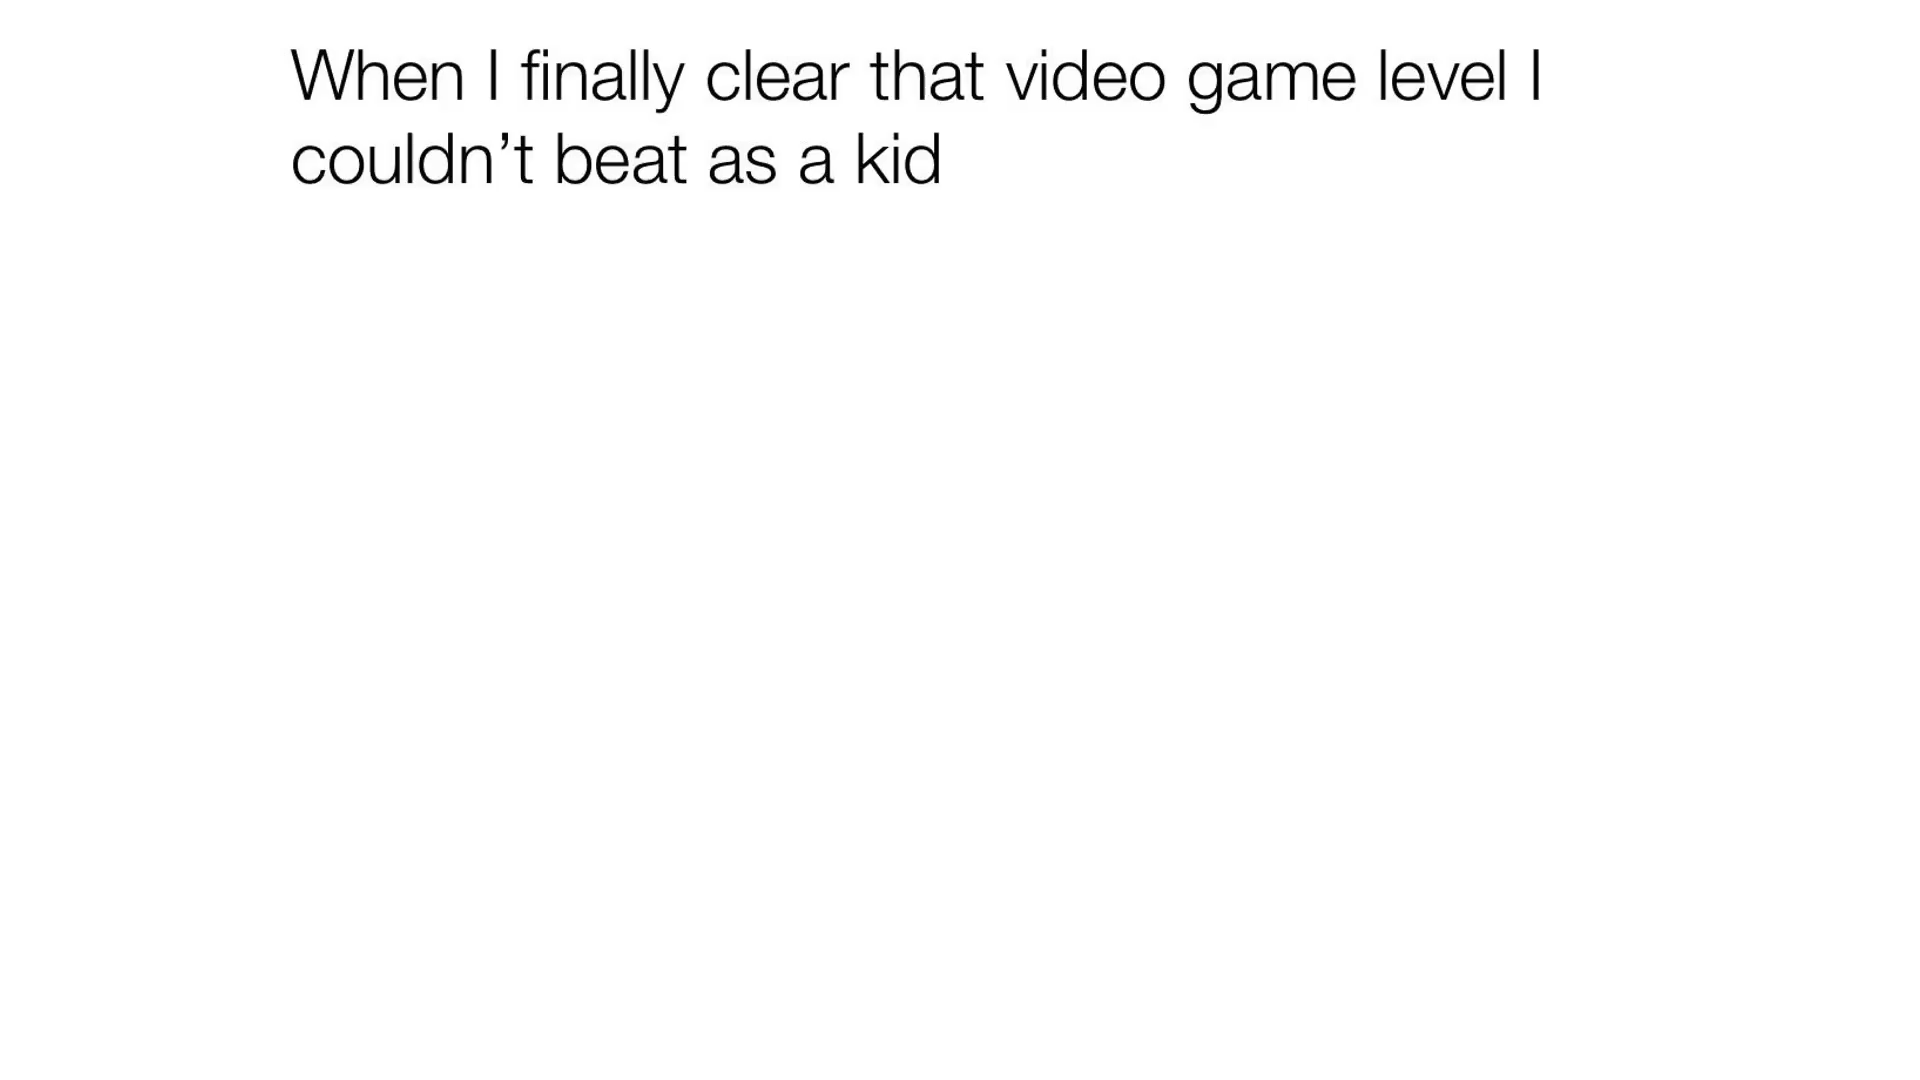 When I finally clear that video game level I
couldn’t beat as a kid